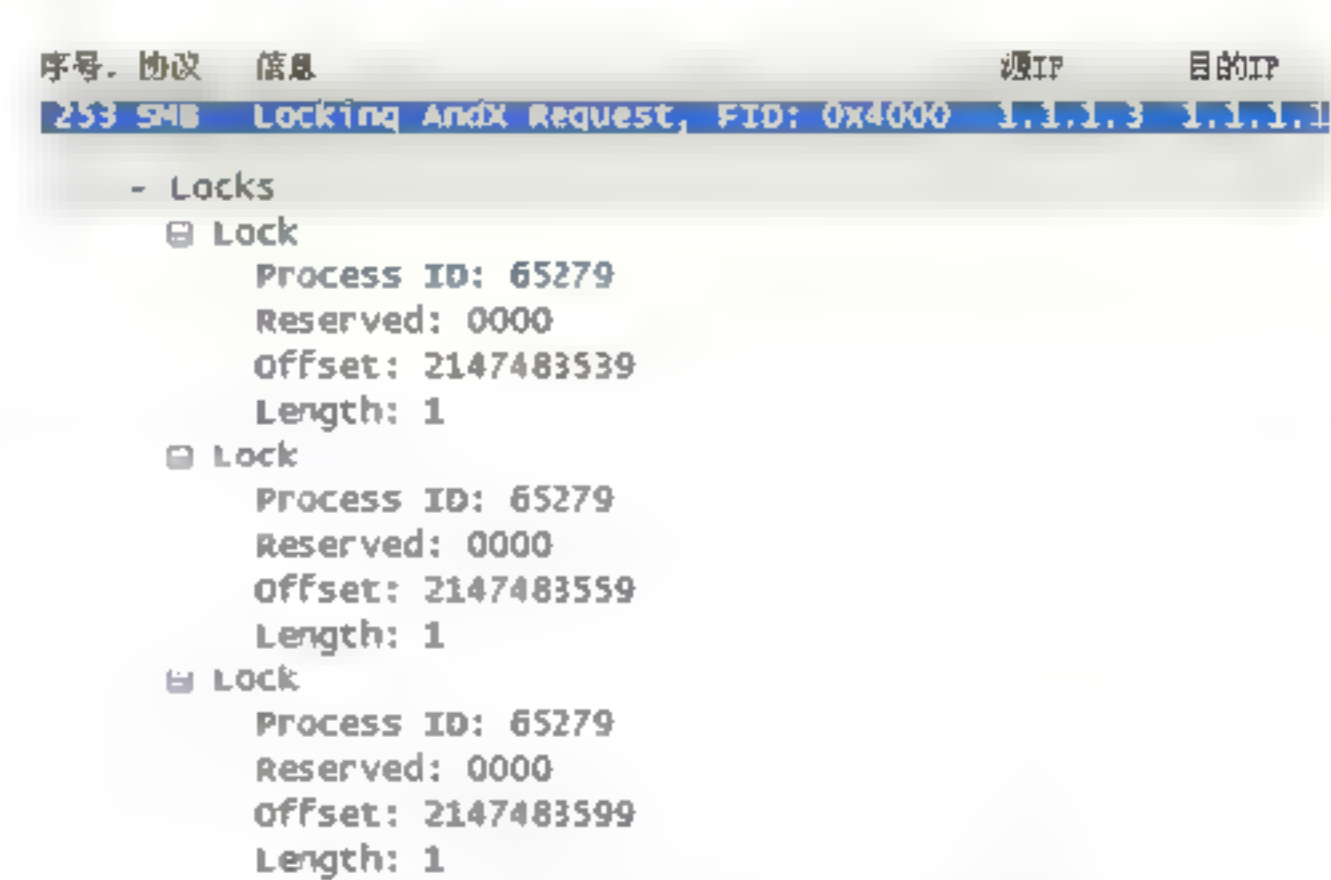 序号. 协议 信息 源IP 目的IP
253 SMB Locking AndX Request, FID: 0x4000 1.1.1.3 1.1.1.1
- Locks
Lock
Process ID: 65279
Reserved: 0000
Offset: 2147483539
Length: 1
Lock
Process ID: 65279
Reserved: 0000
Offset: 2147483559
Length: 1
Lock
Process ID: 65279
Reserved: 0000
Offset: 2147483599
Length: 1